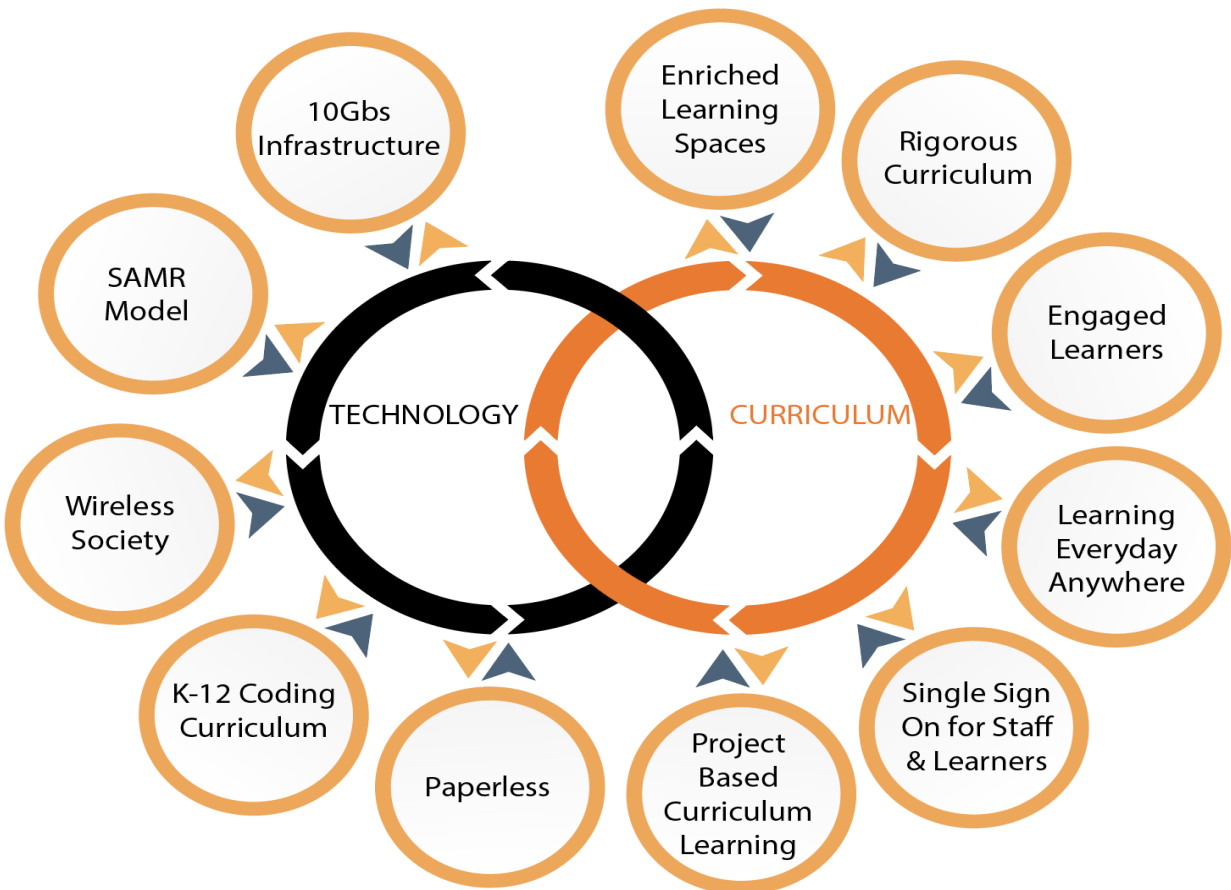 10Gbs
Infrastructure
Enriched
Learning
Spaces
Rigorous
Curriculum
SAMR
Model
Engaged
Learners
TECHNOLOGY
CURRICULUM
Wireless
Society
Learning
Everyday
Anywhere
K-12 Coding
Curriculum
Paperless
Project
Based
Curriculum
Learning
Single Sign
On for Staff
& Learners